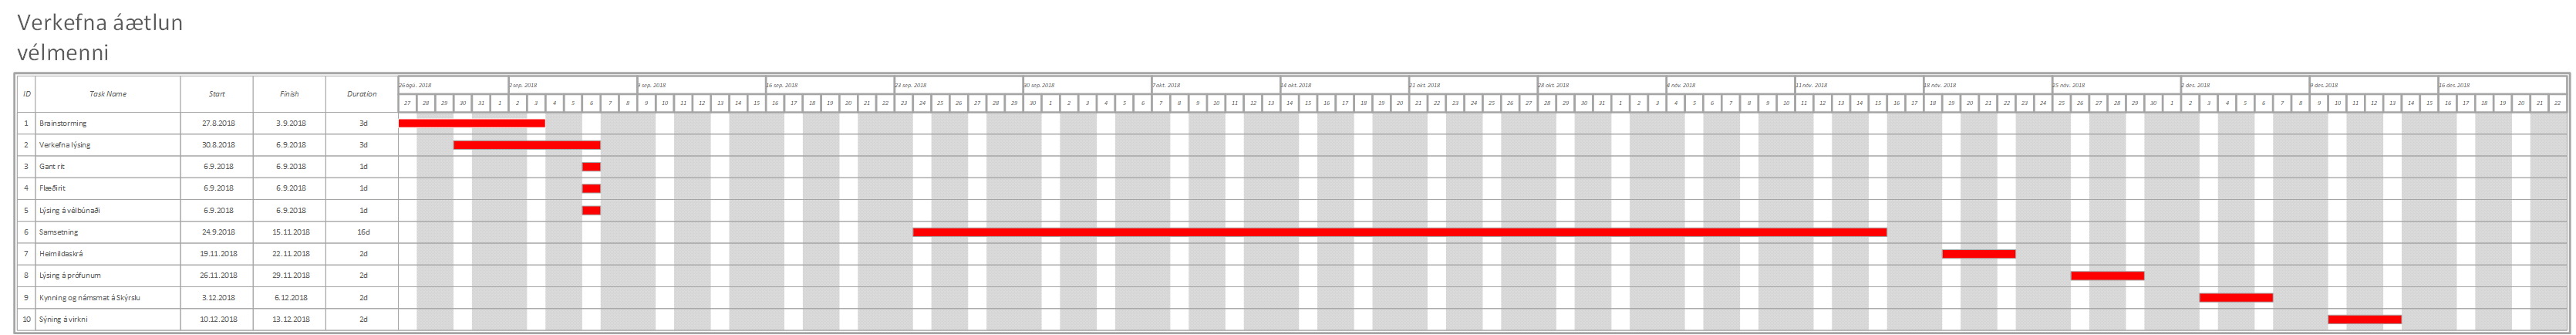 Verkefna áætlun
vélmenni
ID Task Name Start Finish Duration 26 ágú. 2018 2 sep. 2018 9 sep. 2018 16 sep. 2018 23 sep. 2018 30 sep. 2018 7 okt. 2018 14 okt. 2018 21 okt. 2018 28 okt. 2018 4 nóv. 2018 11 nóv. 2018 18 nóv. 2018 25 nóv. 2018 2 des. 2018 9 des. 2018 16 des. 2018
27 28 29 30 31 1 2 3 4 5 6 7 8 9 10 11 12 13 14 15 16 17 18 19 20 21 22 23 24 25 26 27 28 29 30 1 2 3 4 5 6 7 8 9 10 11 12 13 14 15 16 17 18 19 20 21 22 23 24 25 26 27 28 29 30 31 1 2 3 4 5 6 7 8 9 10 11 12 13 14 15 16 17 18 19 20 21 22 23 24 25 26 27 28 29 30 1 2 3 4 5 6 7 8 9 10 11 12 13 14 15 16 17 18 19 20 21 22
1 Brainstorming 27.8.2018 3.9.2018 3d
2 Verkefna lýsing 30.8.2018 6.9.2018 3d
3 Gant rit 6.9.2018 6.9.2018 1d
4 Flæðirit 6.9.2018 6.9.2018 1d
5 Lýsing á vélbúnaði 6.9.2018 6.9.2018 1d
6 Samsetning 24.9.2018 15.11.2018 16d
7 Heimildaskrá 19.11.2018 22.11.2018 2d
8 Lýsing á prófunum 26.11.2018 29.11.2018 2d
9 Kynning og námsmat á Skýrslu 3.12.2018 6.12.2018 2d
10 Sýning á virkni 10.12.2018 13.12.2018 2d